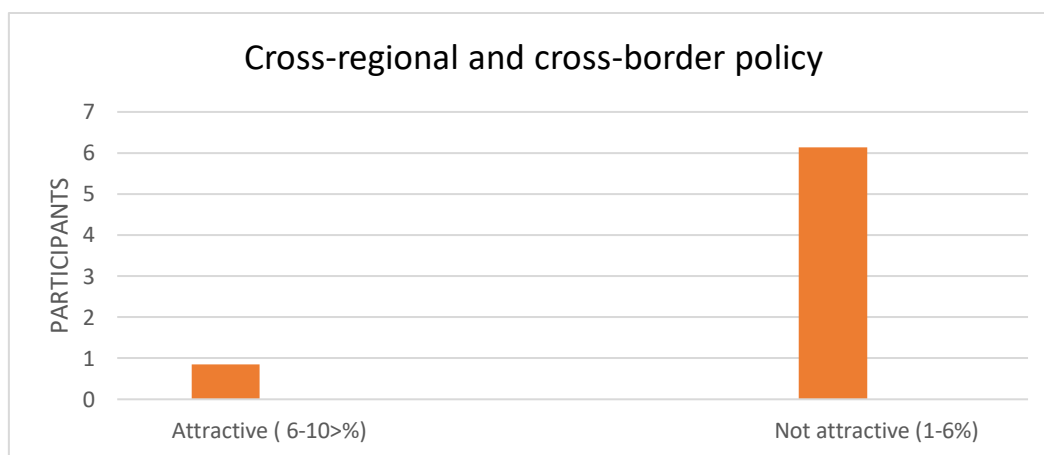 Cross-regional and cross-border policy
7
6
5
4
3
2
1
0
PARTICIPANTS
Attractive ( 6-10>%)
Not attractive (1-6%)